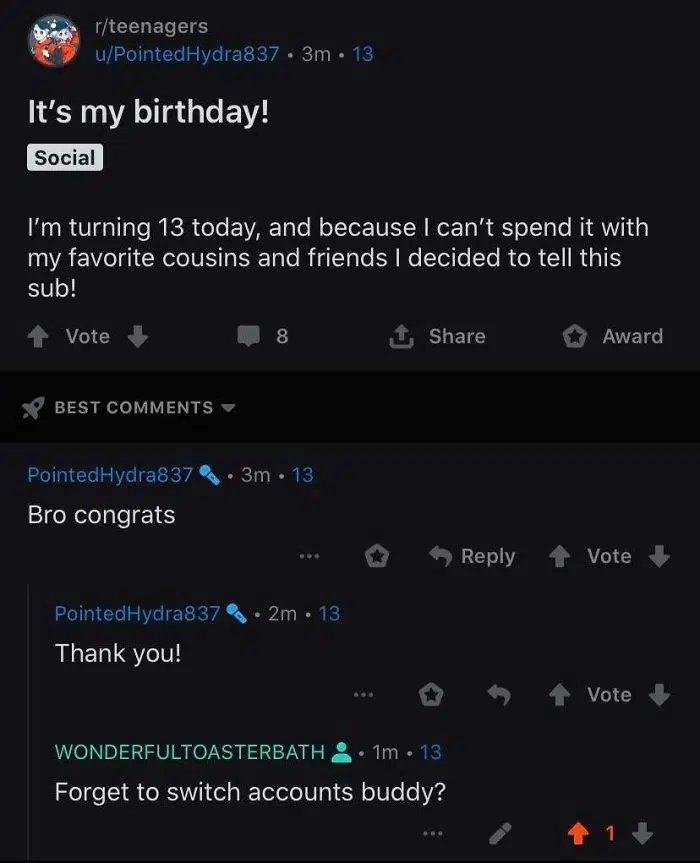 r/teenagers
u/PointedHydra837 • 3m • 13
It's my birthday!
Social
I'm turning 13 today, and because I can't spend it with
my favorite cousins and friends I decided to tell this
sub!
Vote 8 Share Award
BEST COMMENTS
PointedHydra837 • 3m • 13
Bro congrats
... Reply Vote
PointedHydra837 • 2m • 13
Thank you!
... Vote
WONDERFULTOASTERBATH • 1m • 13
Forget to switch accounts buddy?
... 1